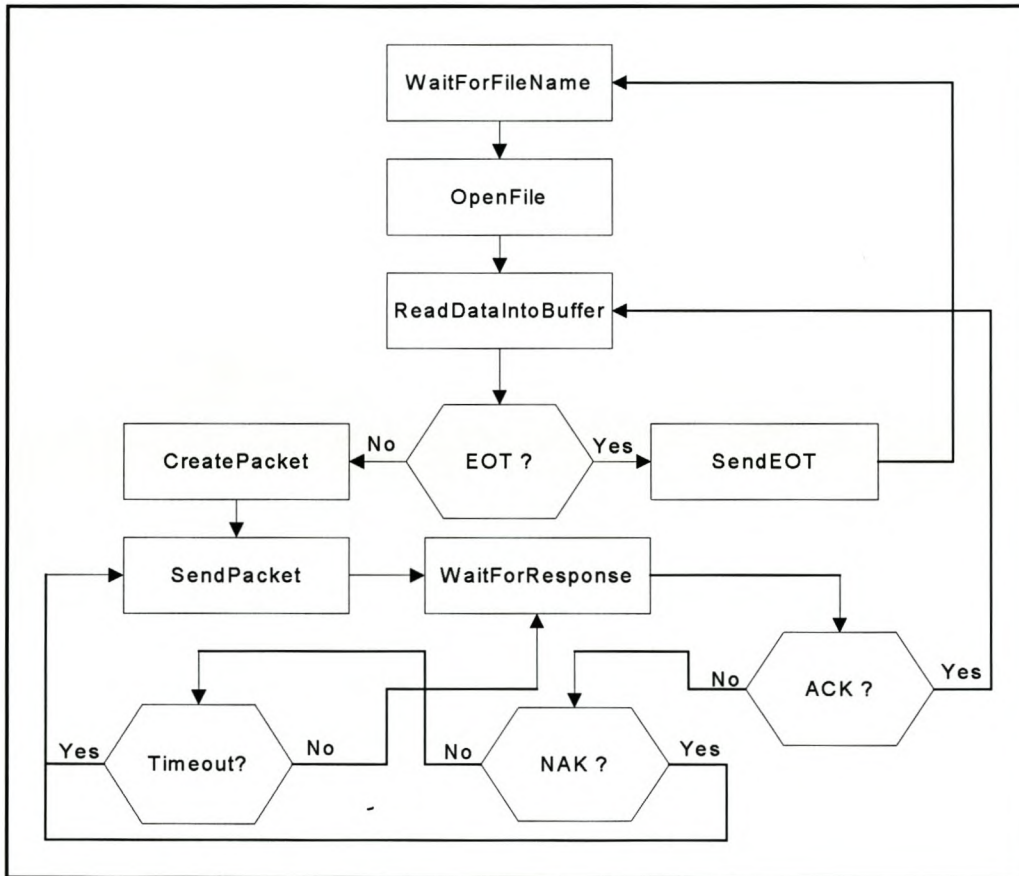 WaitForFileName
OpenFile
ReadDataIntoBuffer
CreatePacket
No
EOT ?
Yes
SendEOT
SendPacket
WaitForResponse
No
ACK ?
Yes
Yes
Timeout?
No
No
NAK ?
Yes